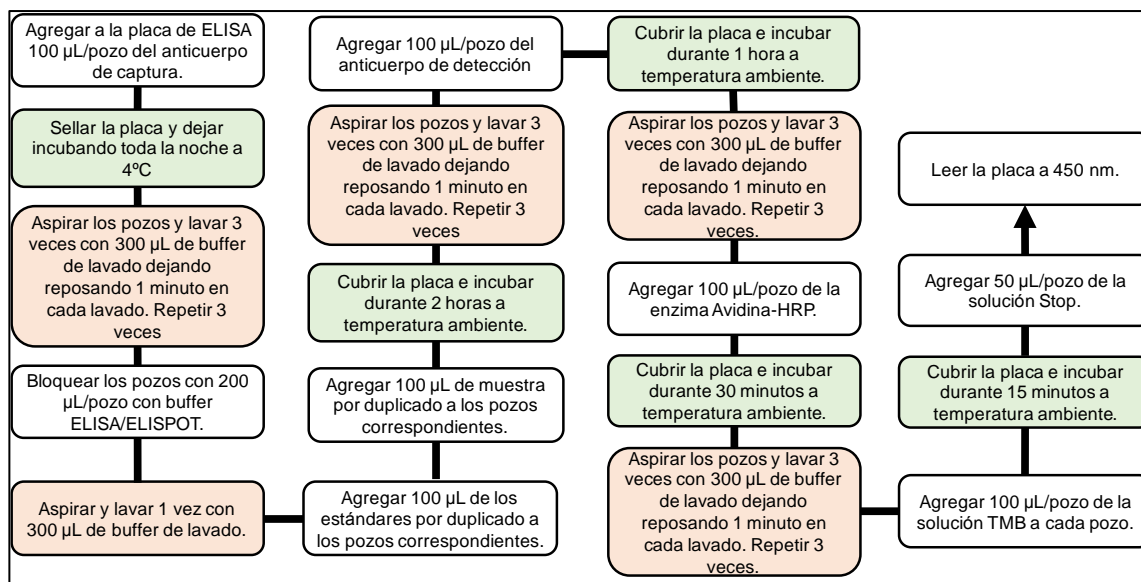 Agregar a la placa de ELISA
100 µL/pozo del anticuerpo
de captura.
Sellar la placa y dejar
incubando toda la noche a
4ºC
Aspirar los pozos y lavar 3
veces con 300 µL de buffer
de lavado dejando
reposando 1 minuto en
cada lavado. Repetir 3
veces
Bloquear los pozos con 200
µL/pozo con buffer
ELISA/ELISPOT.
Aspirar y lavar 1 vez con
300 µL de buffer de lavado.
Agregar 100 µL de los
estándares por duplicado a
los pozos correspondientes.
Agregar 100 µL de muestra
por duplicado a los pozos
correspondientes.
Cubrir la placa e incubar
durante 2 horas a
temperatura ambiente.
Aspirar los pozos y lavar 3
veces con 300 µL de buffer
de lavado dejando
reposando 1 minuto en
cada lavado. Repetir 3
veces
Agregar 100 µL/pozo del
anticuerpo de detección
Cubrir la placa e incubar
durante 1 hora a
temperatura ambiente.
Aspirar los pozos y lavar 3
veces con 300 µL de buffer
de lavado dejando
reposando 1 minuto en
cada lavado. Repetir 3
veces.
Agregar 100 µL/pozo de la
enzima Avidina-HRP.
Cubrir la placa e incubar
durante 30 minutos a
temperatura ambiente.
Aspirar los pozos y lavar 3
veces con 300 µL de buffer
de lavado dejando
reposando 1 minuto en
cada lavado. Repetir 3
veces.
Agregar 100 µL/pozo de la
solución TMB a cada pozo.
Cubrir la placa e incubar
durante 15 minutos a
temperatura ambiente.
Agregar 50 µL/pozo de la
solución Stop.
Leer la placa a 450 nm.